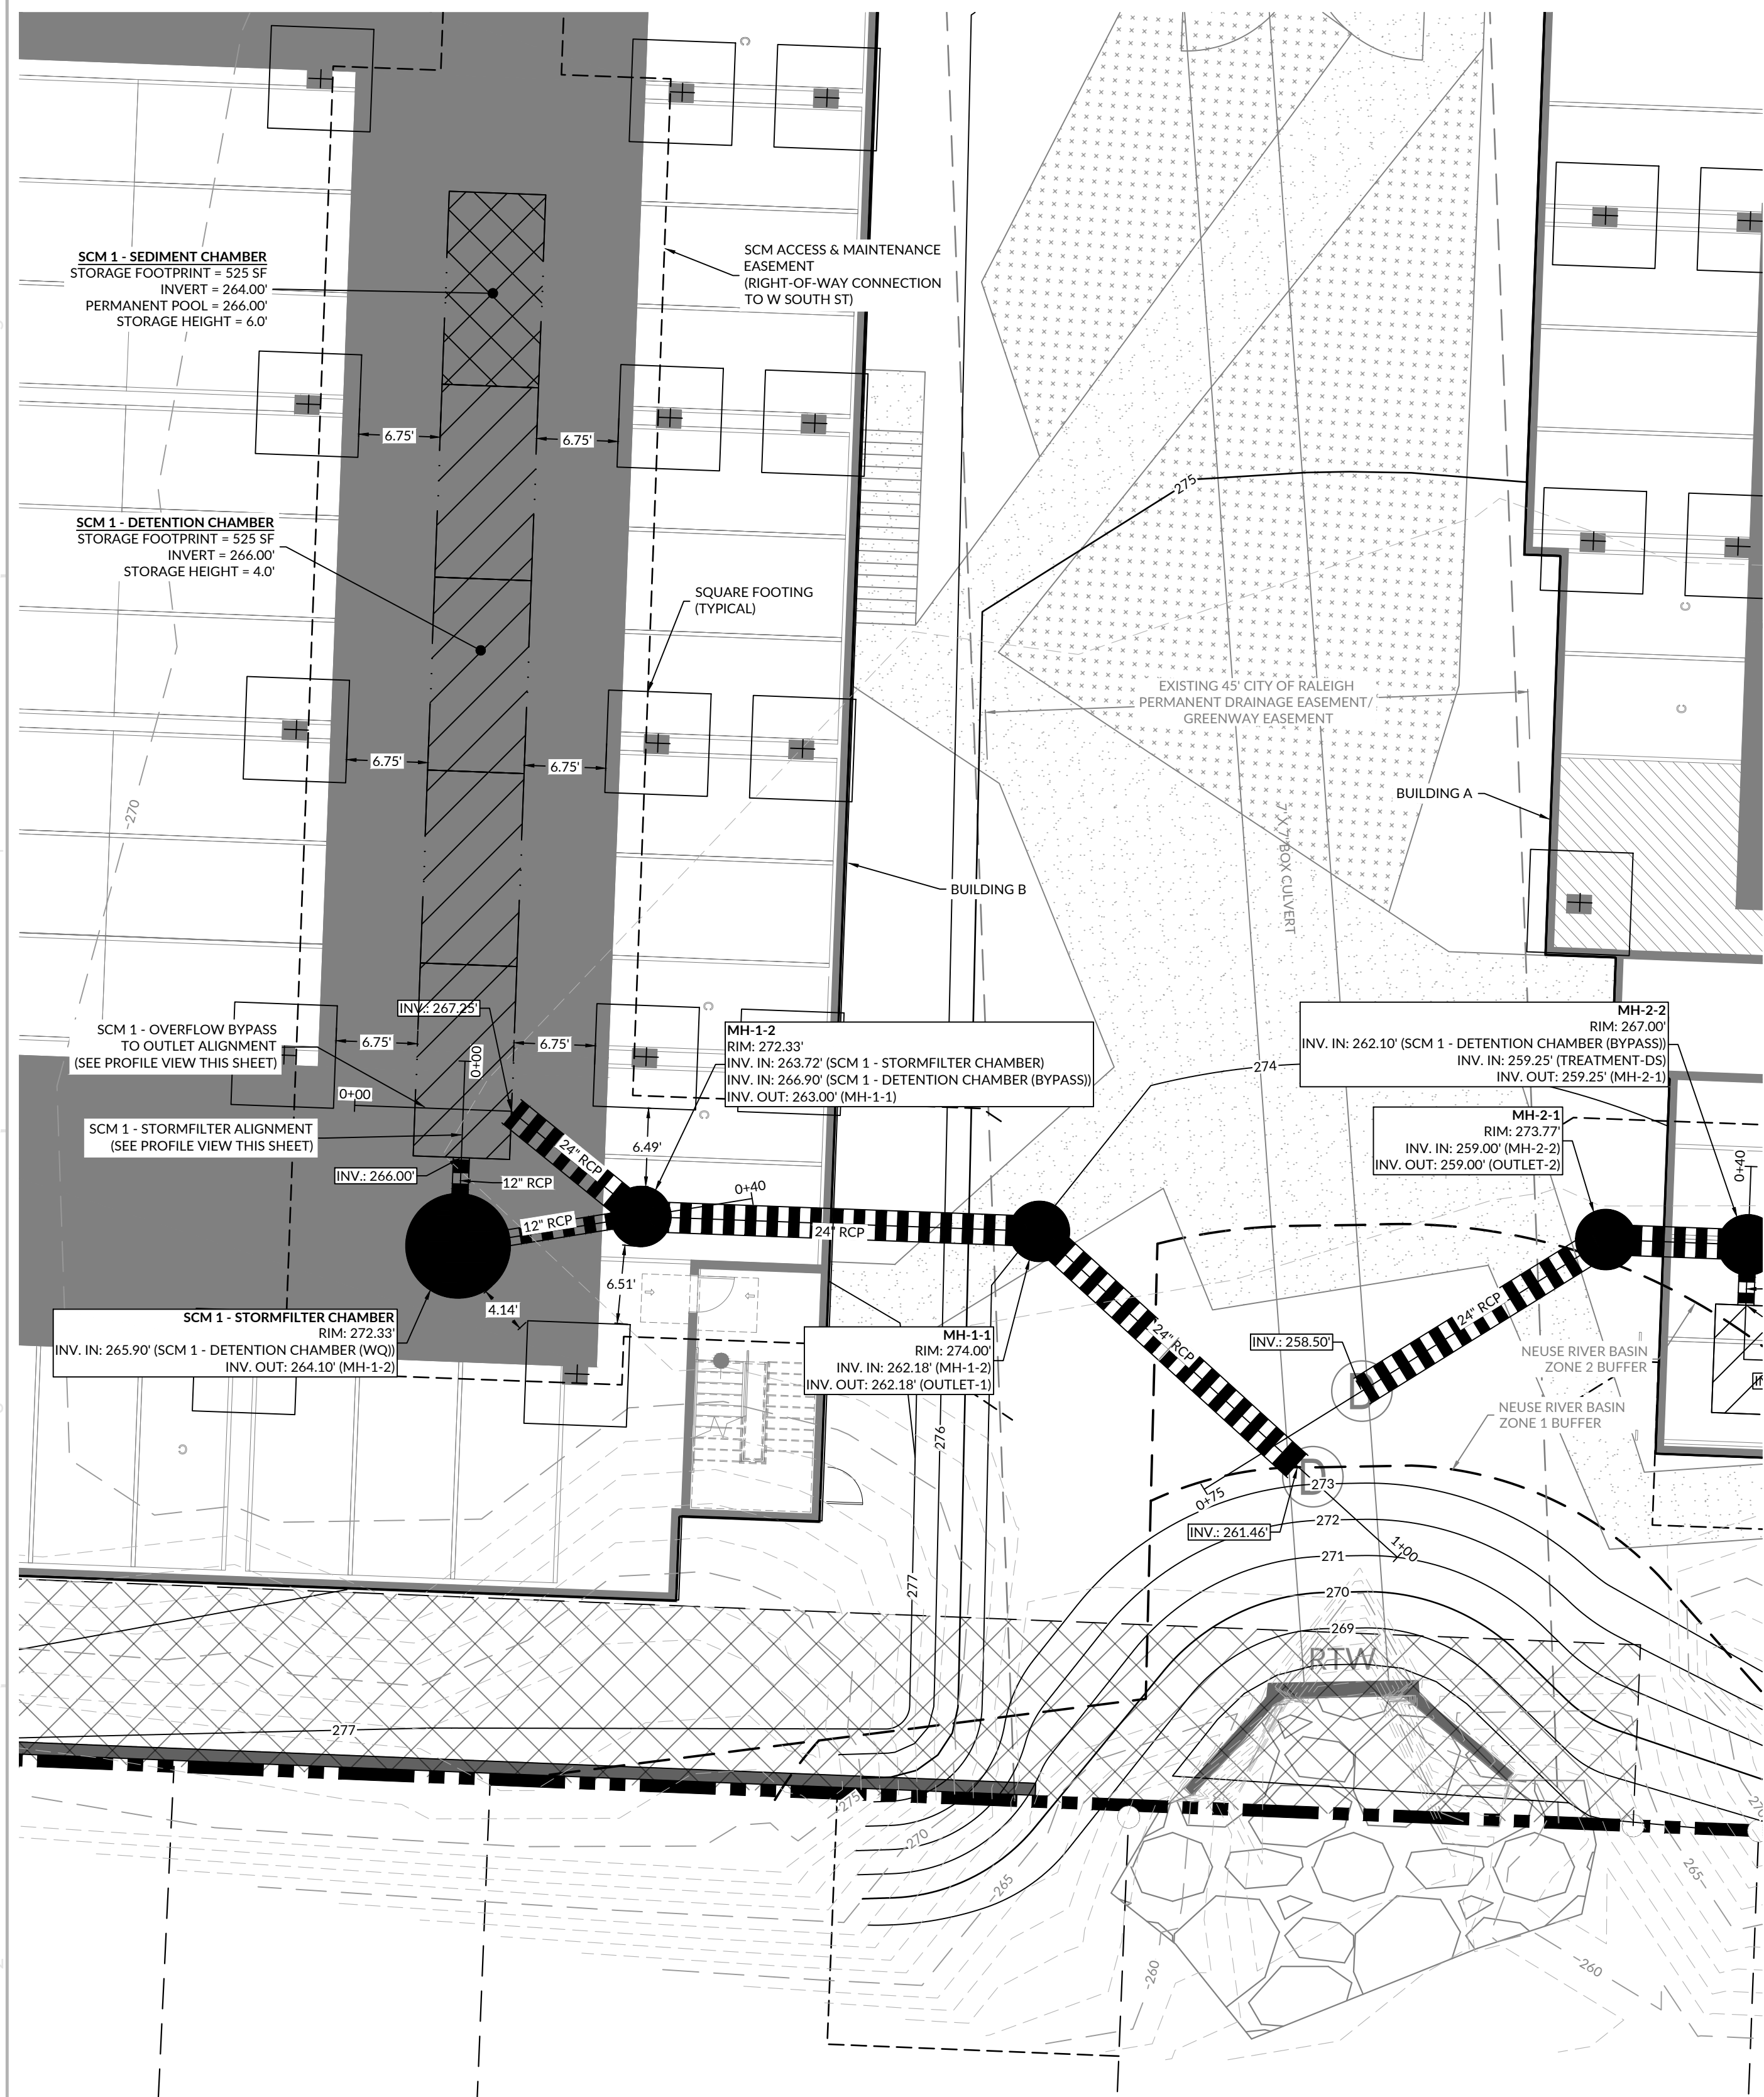 SCM 1 - SEDIMENT CHAMBER
STORAGE FOOTPRINT = 525 SF
INVERT = 264.00'
PERMANENT POOL = 266.00'
STORAGE HEIGHT = 6.0'
SCM ACCESS & MAINTENANCE
EASEMENT
(RIGHT-OF-WAY CONNECTION
TO W SOUTH ST)
C
6.75'
6.75'
275
SCM 1 - DETENTION CHAMBER
STORAGE FOOTPRINT = 525 SF
INVERT = 266.00'
STORAGE HEIGHT = 4.0'
SQUARE FOOTING
(TYPICAL)
C
EXISTING 45' CITY OF RALEIGH
PERMANENT DRAINAGE EASEMENT/
GREENWAY EASEMENT
C
6.75'
6.75'
270
BUILDING A
7' X 7' BOX CULVERT
BUILDING B
INV.: 267.25'
C
SCM 1 - OVERFLOW BYPASS
TO OUTLET ALIGNMENT
(SEE PROFILE VIEW THIS SHEET)
6.75'
6.75'
0+00
0+00
C
MH-1-2
RIM: 272.33'
INV. IN: 263.72' (SCM 1 - STORMFILTER CHAMBER)
INV. IN: 266.90' (SCM 1 - DETENTION CHAMBER (BYPASS))
INV. OUT: 263.00' (MH-1-1)
274
MH-2-2
RIM: 267.00'
INV. IN: 262.10' (SCM 1 - DETENTION CHAMBER (BYPASS))
INV. IN: 259.25' (TREATMENT-DS)
INV. OUT: 259.25' (MH-2-1)
MH-2-1
RIM: 273.77'
INV. IN: 259.00' (MH-2-2)
INV. OUT: 259.00' (OUTLET-2)
SCM 1 - STORMFILTER ALIGNMENT
(SEE PROFILE VIEW THIS SHEET)
6.49'
24" RCP
INV.: 266.00'
12" RCP
0+40
0+40
12" RCP
24" RCP
6.51'
4.14'
SCM 1 - STORMFILTER CHAMBER
RIM: 272.33'
INV. IN: 265.90' (SCM 1 - DETENTION CHAMBER (WQ))
INV. OUT: 264.10' (MH-1-2)
MH-1-1
RIM: 274.00'
INV. IN: 262.18' (MH-1-2)
INV. OUT: 262.18' (OUTLET-1)
24" RCP
24" RCP
INV.: 258.50'
D
NEUSE RIVER BASIN
ZONE 2 BUFFER
NEUSE RIVER BASIN
ZONE 1 BUFFER
C
276
D
273
0+75
INV.: 261.46'
272
1+00
271
277
270
269
RTW
277
275
270
265
265
260
260